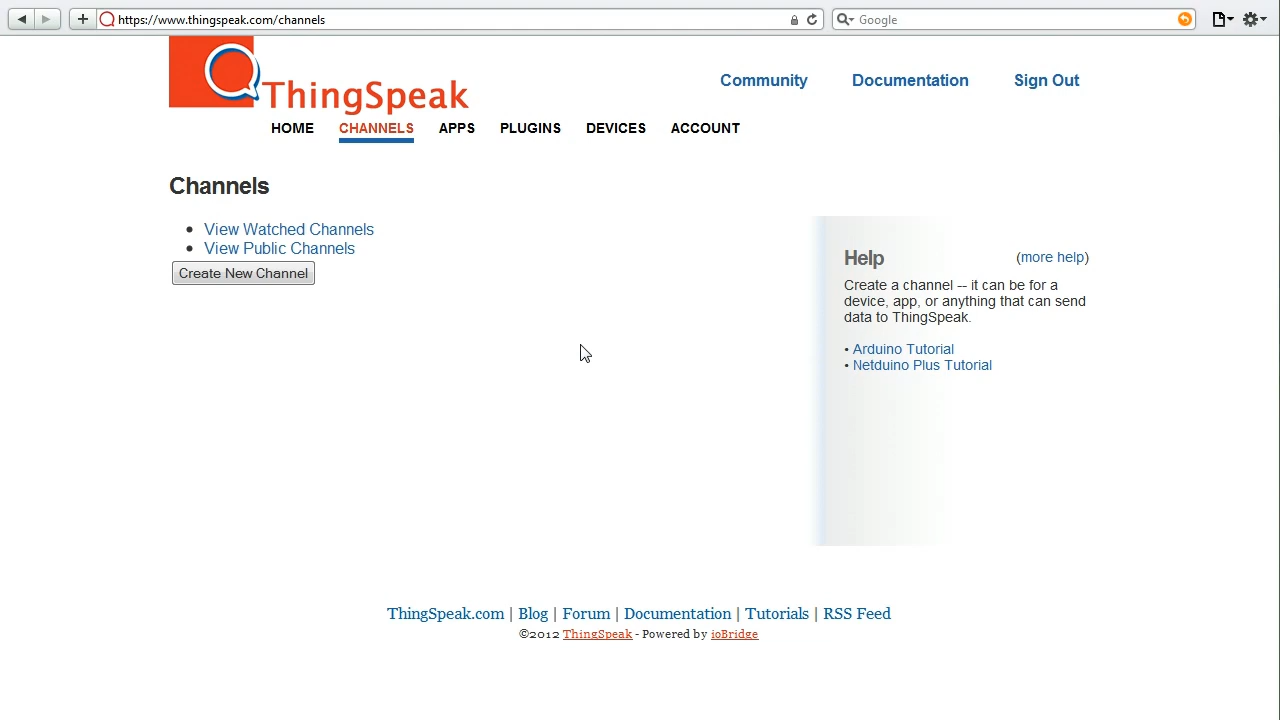 https://www.thingspeak.com/channels
Google
ThingSpeak
Community Documentation Sign Out
HOME CHANNELS APPS PLUGINS DEVICES ACCOUNT
Channels
• View Watched Channels
• View Public Channels
Create New Channel
Help (more help)
Create a channel -- it can be for a
device, app, or anything that can send
data to ThingSpeak.
• Arduino Tutorial
• Netduino Plus Tutorial
ThingSpeak.com | Blog | Forum | Documentation | Tutorials | RSS Feed
©2012 ThingSpeak - Powered by ioBridge